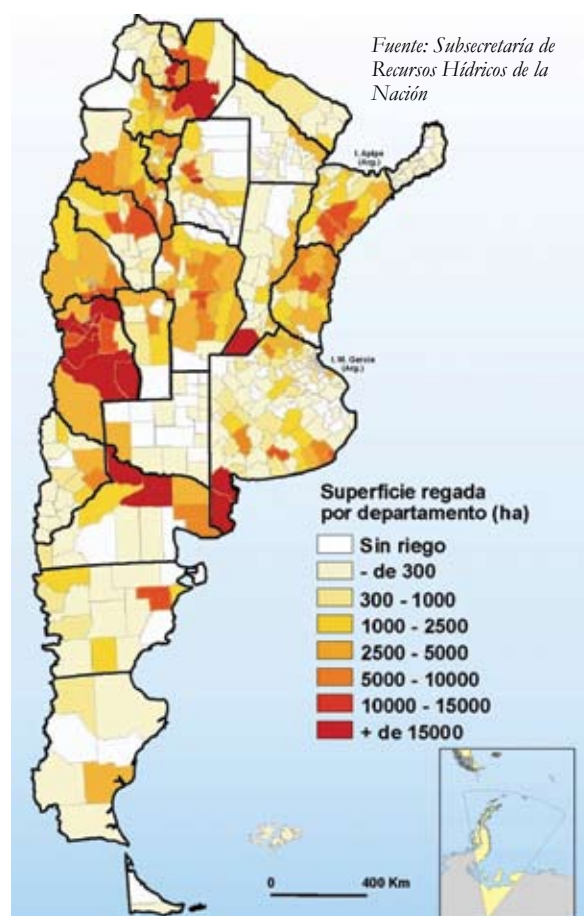 Fuente: Subsecretaría de
Recursos Hídricos de la
Nación
I. Apipé
(Arg.)
I. M. García
(Arg.)
Superficie regada
por departamento (ha)
Sin riego
- de 300
300 - 1000
1000 - 2500
2500 - 5000
5000 - 10000
10000 - 15000
+ de 15000
0 400 Km